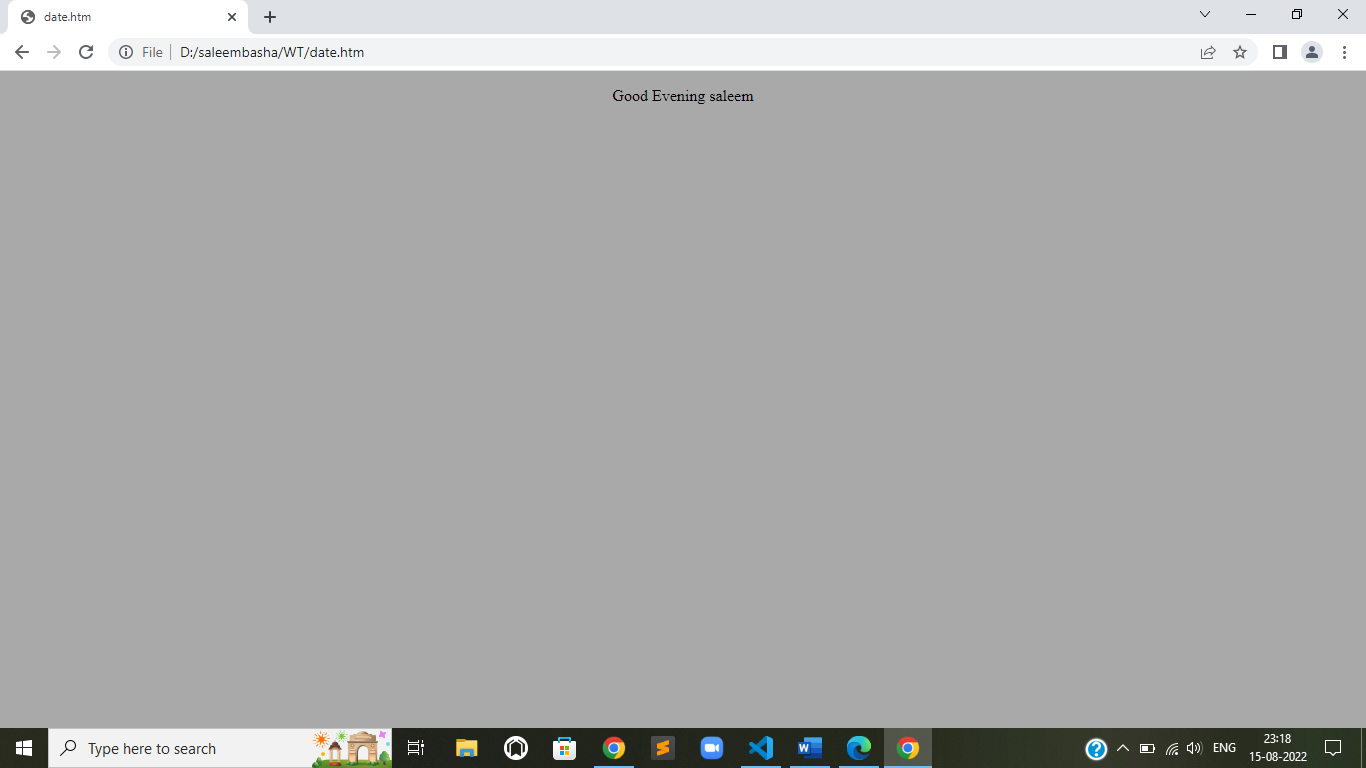 date.htm
File D:/saleembasha/WT/date.htm
Good Evening saleem
Type here to search
ENG
23:18
15-08-2022